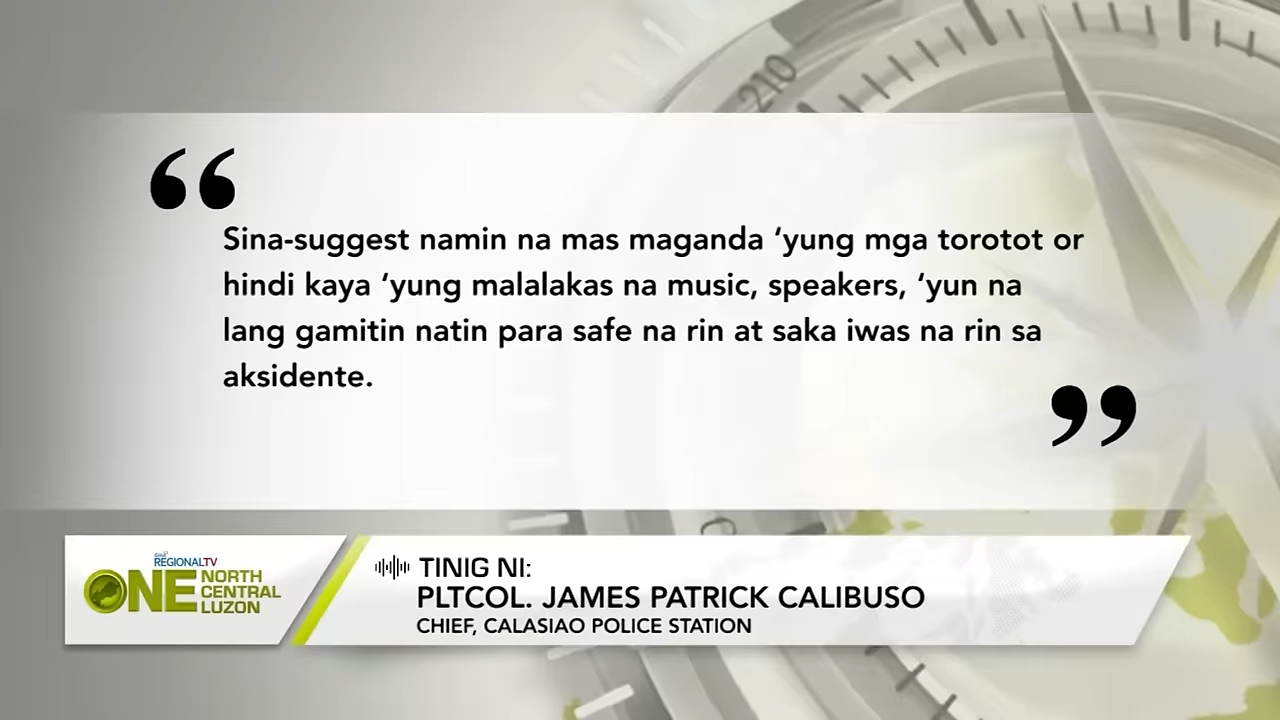 210
“
Sina-suggest namin na mas maganda ‘yung mga torotot or
hindi kaya ‘yung malalakas na music, speakers, ‘yun na
lang gamitin natin para safe na rin at saka iwas na rin sa
aksidente.
”
GMA REGIONALTV
ONE NORTH
CENTRAL
LUZON
TINIG NI:
PLTCOL. JAMES PATRICK CALIBUSO
CHIEF, CALASIAO POLICE STATION